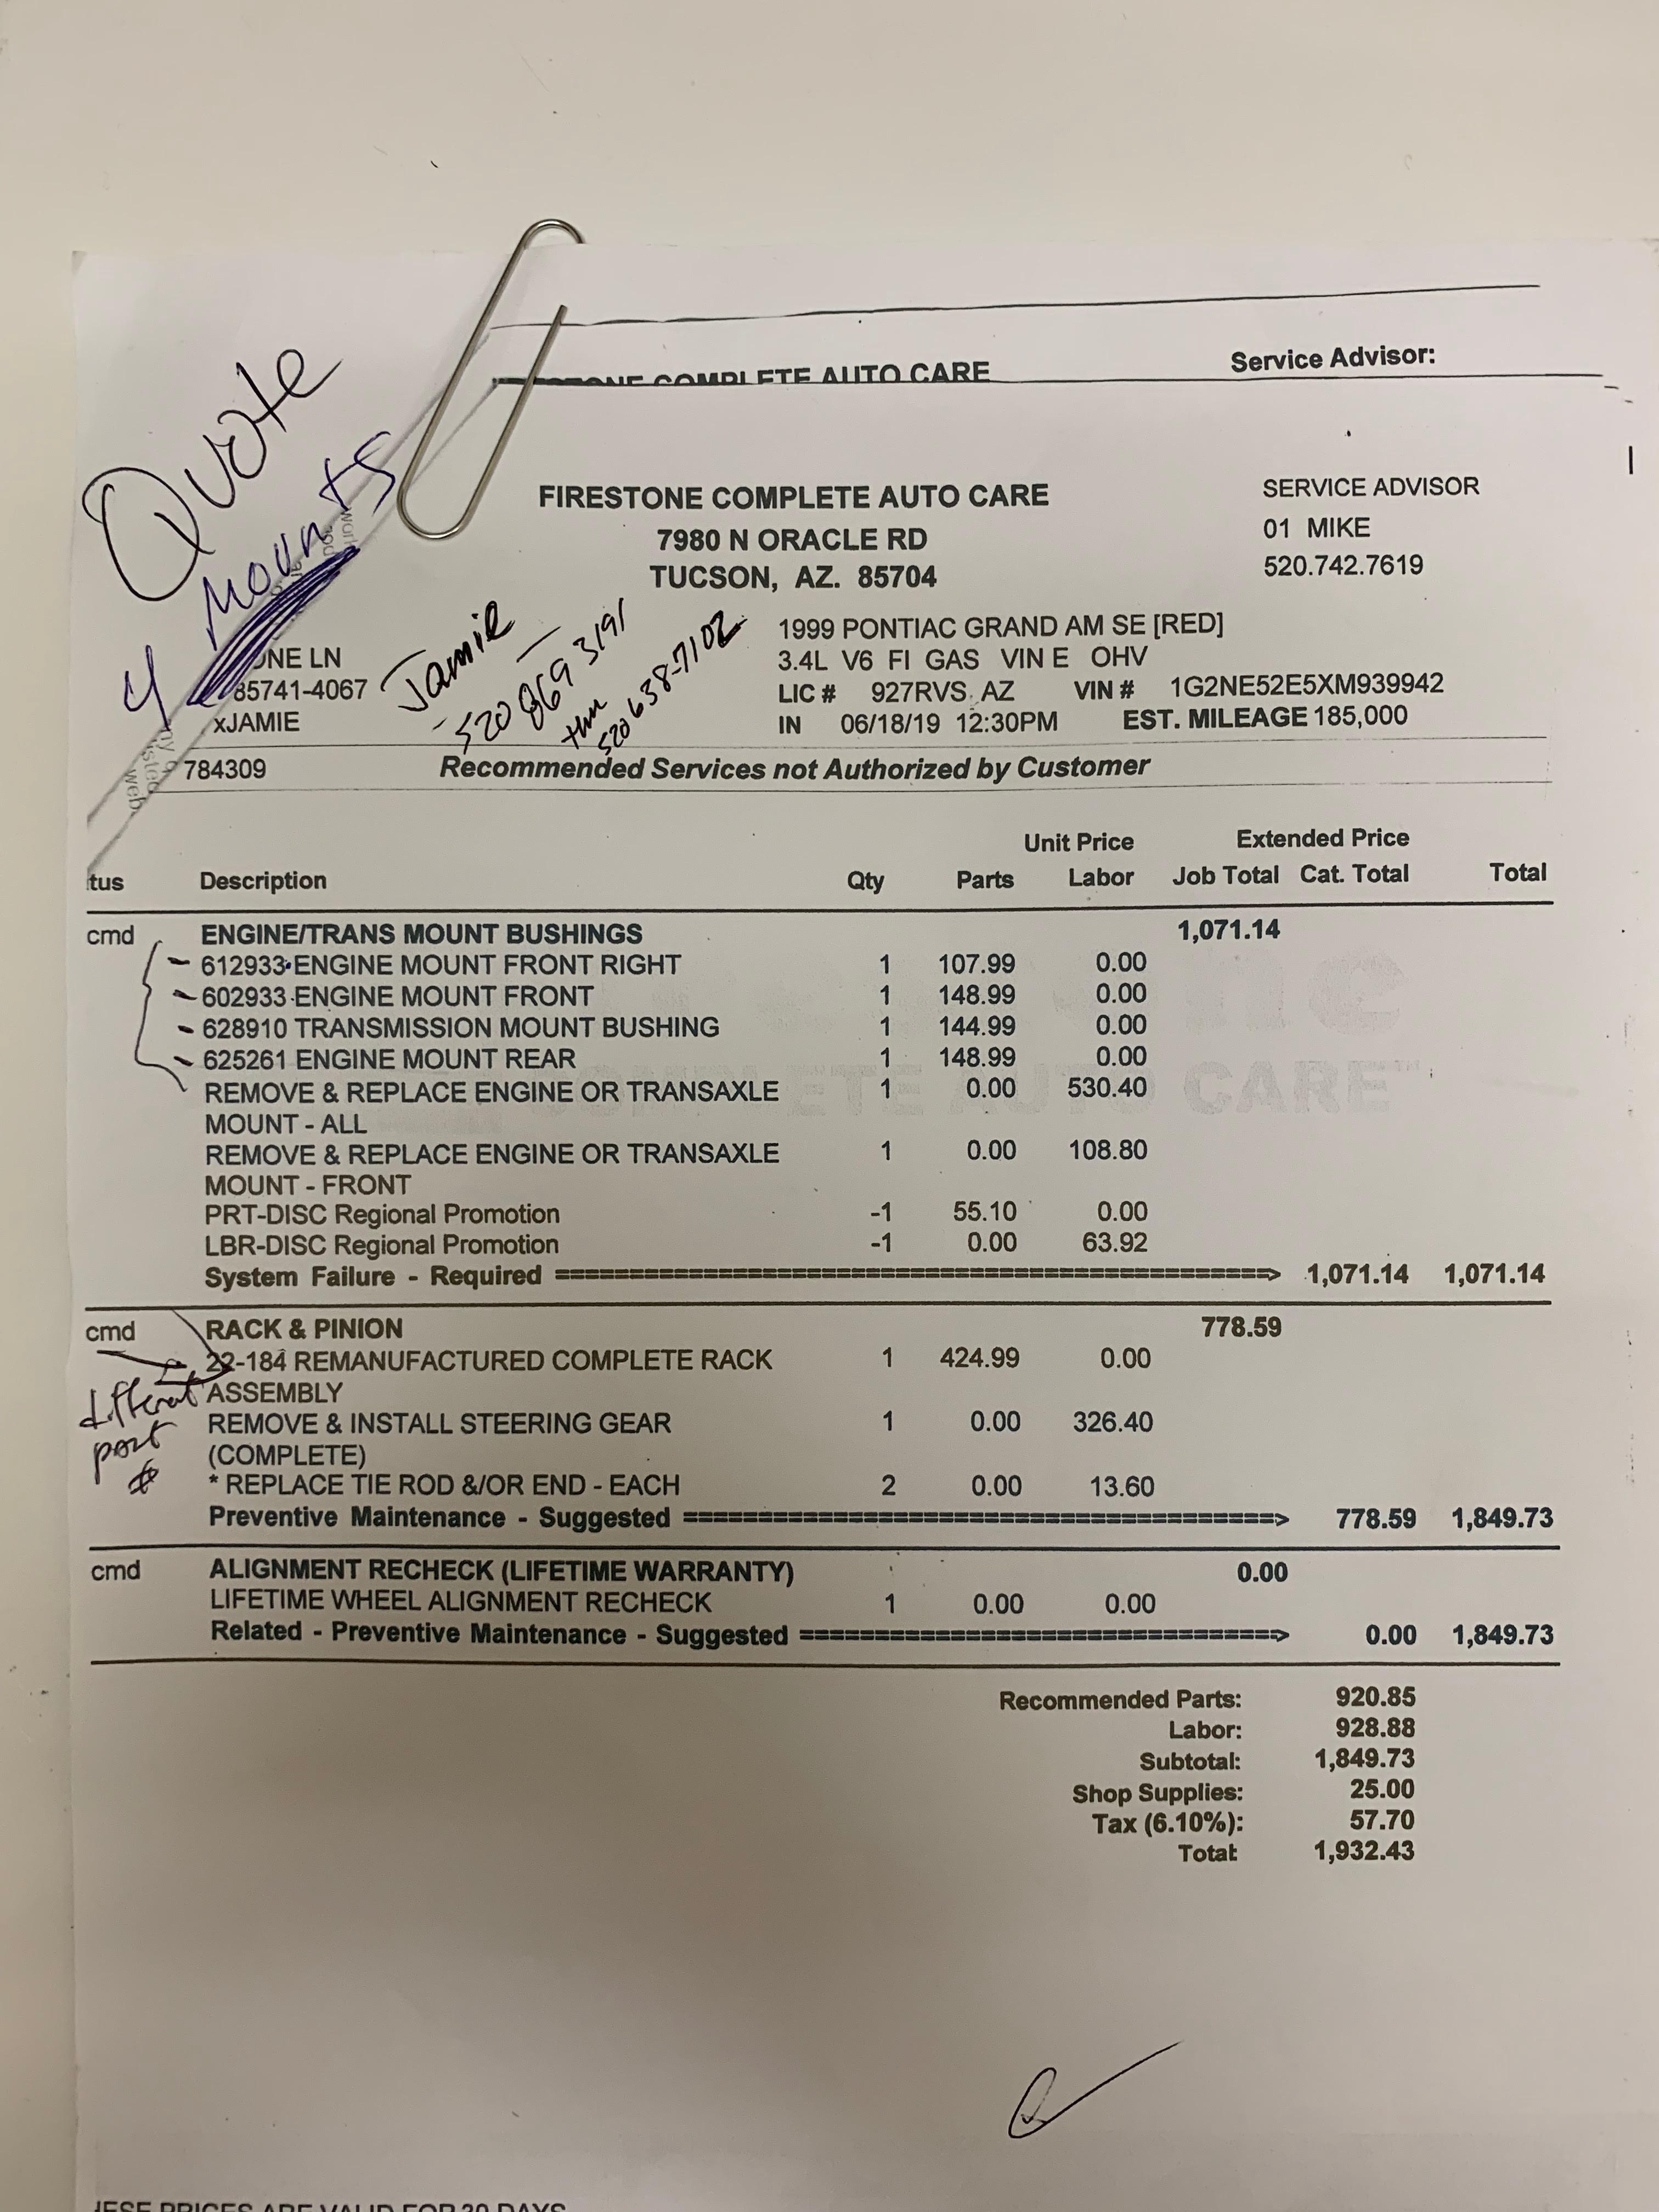 Quote
4 Mounts
COMPLETE AUTO CARE
Service Advisor:
FIRESTONE COMPLETE AUTO CARE
7980 N ORACLE RD
TUCSON, AZ. 85704
SERVICE ADVISOR
01 MIKE
520.742.7619
ONE LN
85741-4067
xJAMIE
Jamie
520 869 3191
520 638-7102
1999 PONTIAC GRAND AM SE [RED]
3.4L V6 FI GAS VIN E OHV
LIC # 927RVS AZ VIN # 1G2NE52E5XM939942
IN 06/18/19 12:30PM EST. MILEAGE 185,000
784309 Recommended Services not Authorized by Customer
Unit Price Extended Price
tus Description Qty Parts Labor Job Total Cat. Total Total
cmd ENGINE/TRANS MOUNT BUSHINGS 1,071.14
612933 ENGINE MOUNT FRONT RIGHT 1 107.99 0.00
602933 ENGINE MOUNT FRONT 1 148.99 0.00
628910 TRANSMISSION MOUNT BUSHING 1 144.99 0.00
625261 ENGINE MOUNT REAR 1 148.99 0.00
REMOVE & REPLACE ENGINE OR TRANSAXLE 1 0.00 530.40
MOUNT - ALL
REMOVE & REPLACE ENGINE OR TRANSAXLE 1 0.00 108.80
MOUNT - FRONT
PRT-DISC Regional Promotion -1 55.10 0.00
LBR-DISC Regional Promotion -1 0.00 63.92
System Failure - Required ==> 1,071.14 1,071.14
cmd RACK & PINION 778.59
22-184 REMANUFACTURED COMPLETE RACK 1 424.99 0.00
ASSEMBLY
different
part
#
REMOVE & INSTALL STEERING GEAR 1 0.00 326.40
(COMPLETE)
* REPLACE TIE ROD &/OR END - EACH 2 0.00 13.60
Preventive Maintenance - Suggested ==> 778.59 1,849.73
cmd ALIGNMENT RECHECK (LIFETIME WARRANTY) 0.00
LIFETIME WHEEL ALIGNMENT RECHECK 1 0.00 0.00
Related - Preventive Maintenance - Suggested ==> 0.00 1,849.73
Recommended Parts: 920.85
Labor: 928.88
Subtotal: 1,849.73
Shop Supplies: 25.00
Tax (6.10%): 57.70
Total: 1,932.43
PRICES ARE VALID FOR 30 DAYS